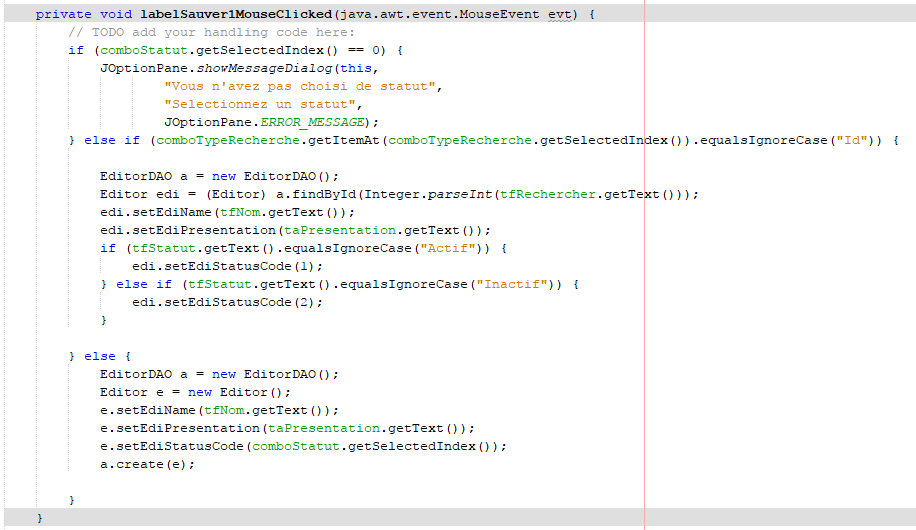 private void labelSauver1MouseClicked(java.awt.event.MouseEvent evt) {
// TODO add your handling code here:
if (comboStatut.getSelectedIndex() == 0) {
JOptionPane.showMessageDialog(this,
"Vous n'avez pas choisi de statut",
"Selectionnez un statut",
JOptionPane.ERROR_MESSAGE);
} else if (comboTypeRecherche.getItemAt(comboTypeRecherche.getSelectedIndex()).equalsIgnoreCase("Id")) {
EditorDAO a = new EditorDAO();
Editor edi = (Editor) a.findById(Integer.parseInt(tfRechercher.getText()));
edi.setEdiName(tfNom.getText());
edi.setEdiPresentation(taPresentation.getText());
if (tfStatut.getText().equalsIgnoreCase("Actif")) {
edi.setEdiStatusCode(1);
} else if (tfStatut.getText().equalsIgnoreCase("Inactif")) {
edi.setEdiStatusCode(2);
}
} else {
EditorDAO a = new EditorDAO();
Editor e = new Editor();
e.setEdiName(tfNom.getText());
e.setEdiPresentation(taPresentation.getText());
e.setEdiStatusCode(comboStatut.getSelectedIndex());
a.create(e);
}
}